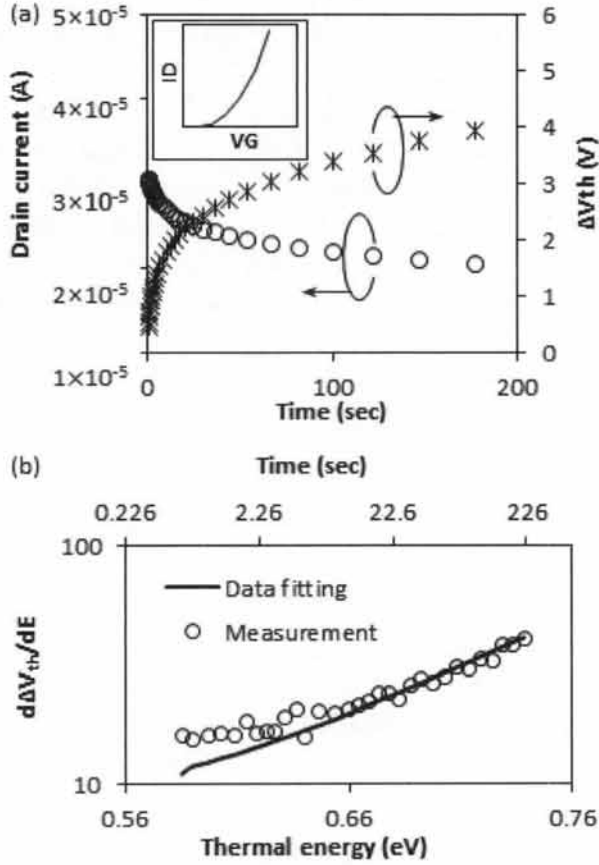 (a)
5×10⁻⁵
4×10⁻⁵
3×10⁻⁵
2×10⁻⁵
1×10⁻⁵
Drain current (A)
ID
VG
6
5
4
3
2
1
0
ΔVth (V)
0 100 200
Time (sec)
(b)
Time (sec)
0.226 2.26 22.6 226
100
10
dΔV_th/dE
Data fitting
Measurement
0.56 0.66 0.76
Thermal energy (eV)